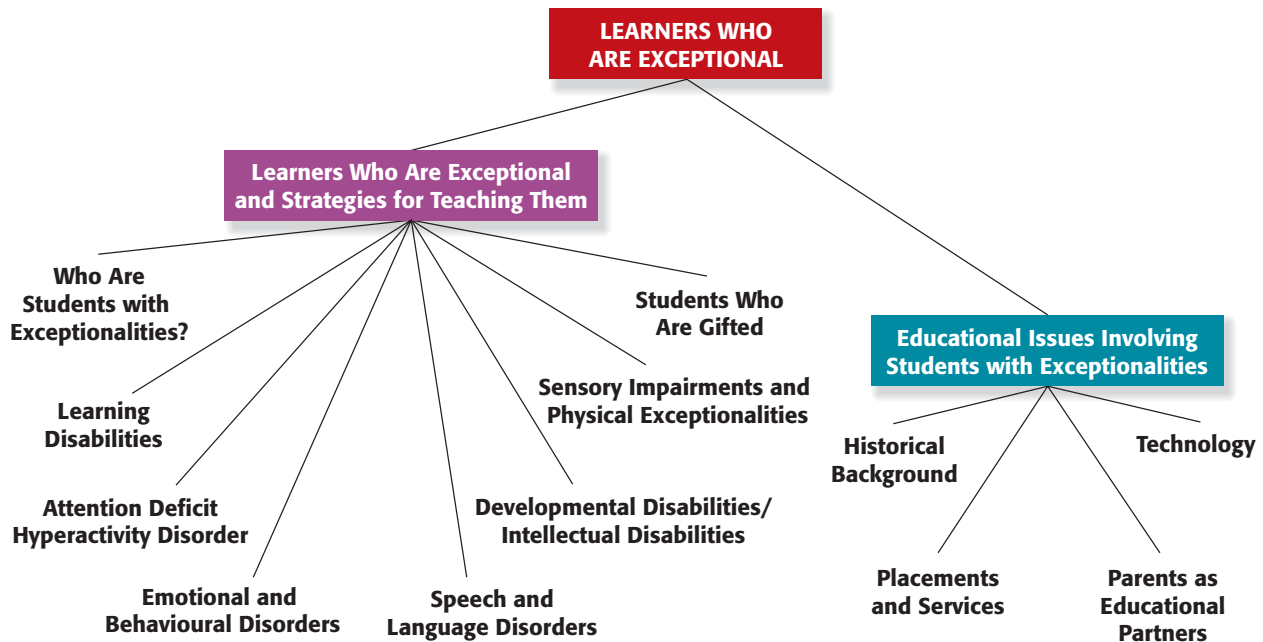 LEARNERS WHO
ARE EXCEPTIONAL
Learners Who Are Exceptional
and Strategies for Teaching Them
Who Are
Students with
Exceptionalities?
Learning
Disabilities
Attention Deficit
Hyperactivity Disorder
Emotional and
Behavioural Disorders
Speech and
Language Disorders
Developmental Disabilities/
Intellectual Disabilities
Sensory Impairments and
Physical Exceptionalities
Students Who
Are Gifted
Educational Issues Involving
Students with Exceptionalities
Historical
Background
Placements
and Services
Parents as
Educational
Partners
Technology